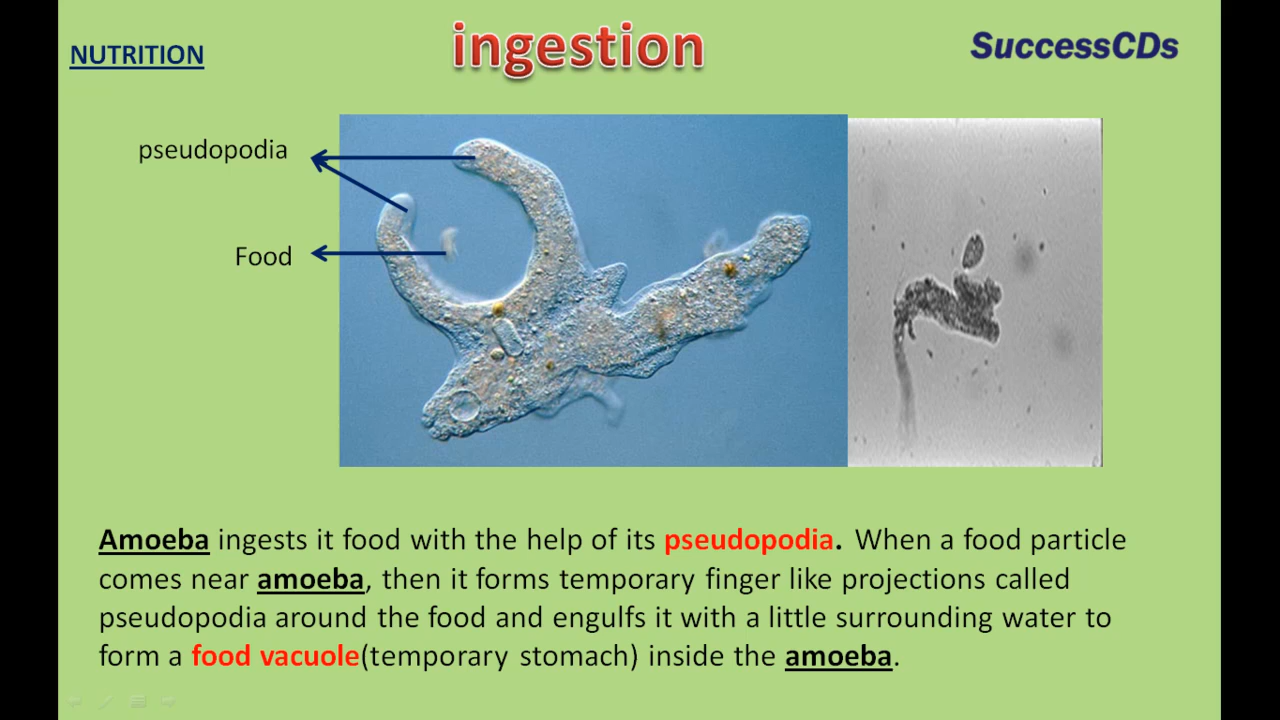 NUTRITION
ingestion
SuccessCDs
pseudopodia
Food
Amoeba ingests it food with the help of its pseudopodia. When a food particle
comes near amoeba, then it forms temporary finger like projections called
pseudopodia around the food and engulfs it with a little surrounding water to
form a food vacuole(temporary stomach) inside the amoeba.